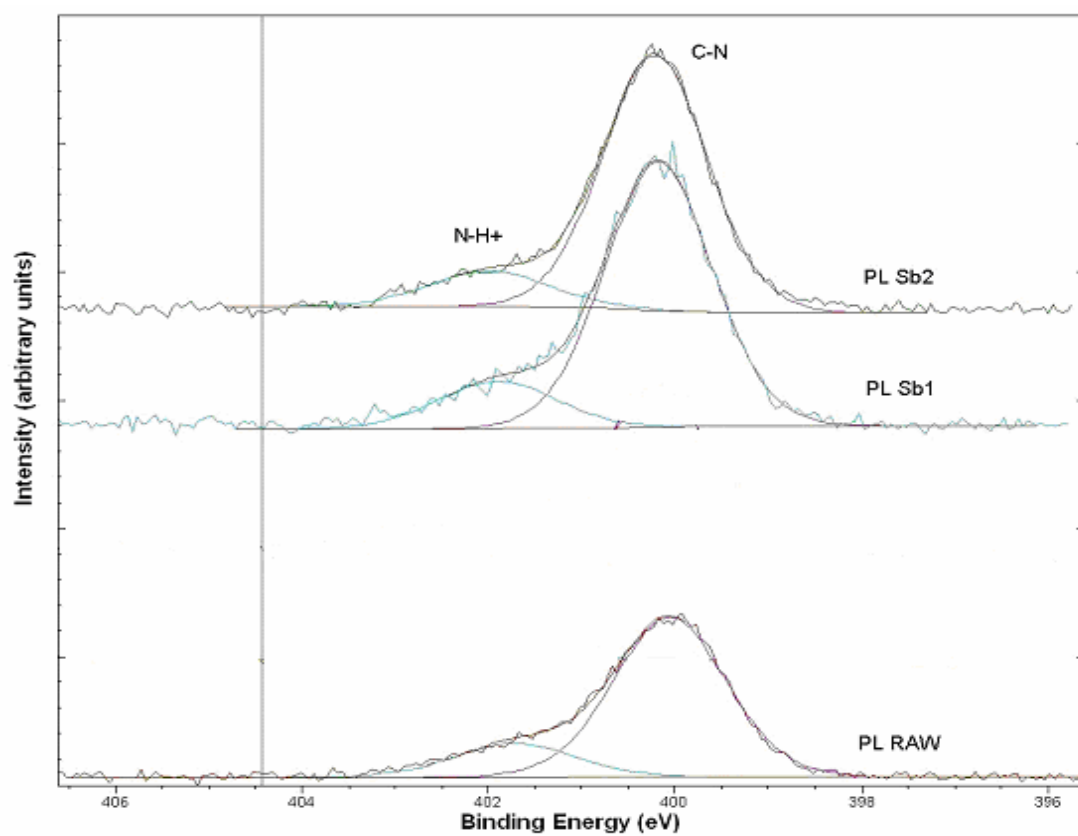 C-N
N-H+
PL Sb2
PL Sb1
PL RAW
Intensity (arbitrary units)
406 404 402 400 398 396
Binding Energy (eV)